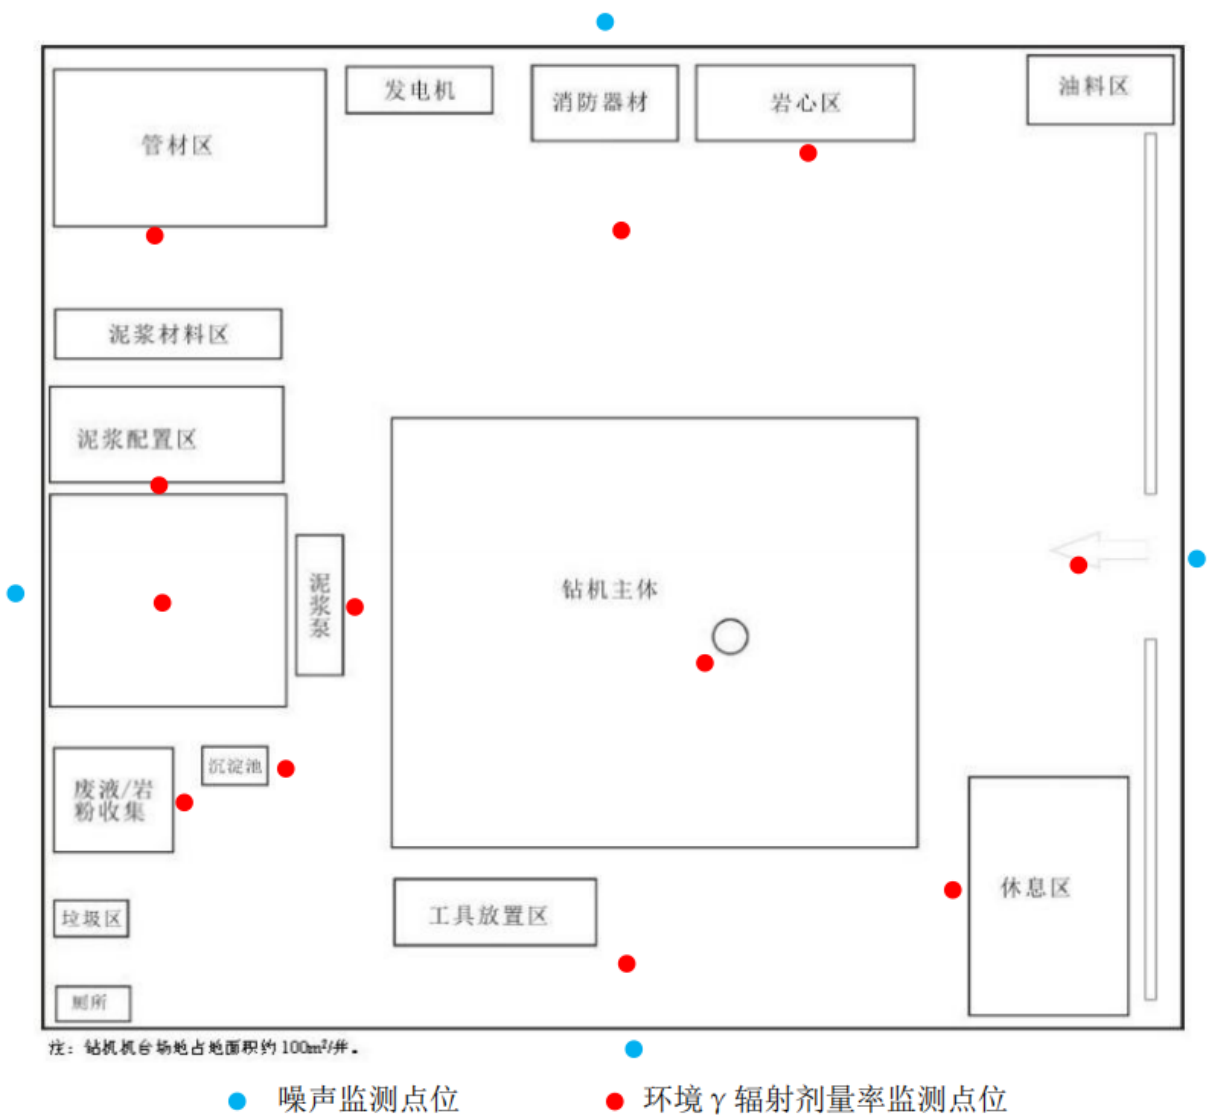 发电机
消防器材
岩心区
油料区
管材区
泥浆材料区
泥浆配置区
泥浆泵
钻机主体
沉淀池
废液/岩
粉收集
休息区
垃圾区
工具放置区
厕所
注：钻机机台场地占地面积约100m²/井。
噪声监测点位
环境γ辐射剂量率监测点位